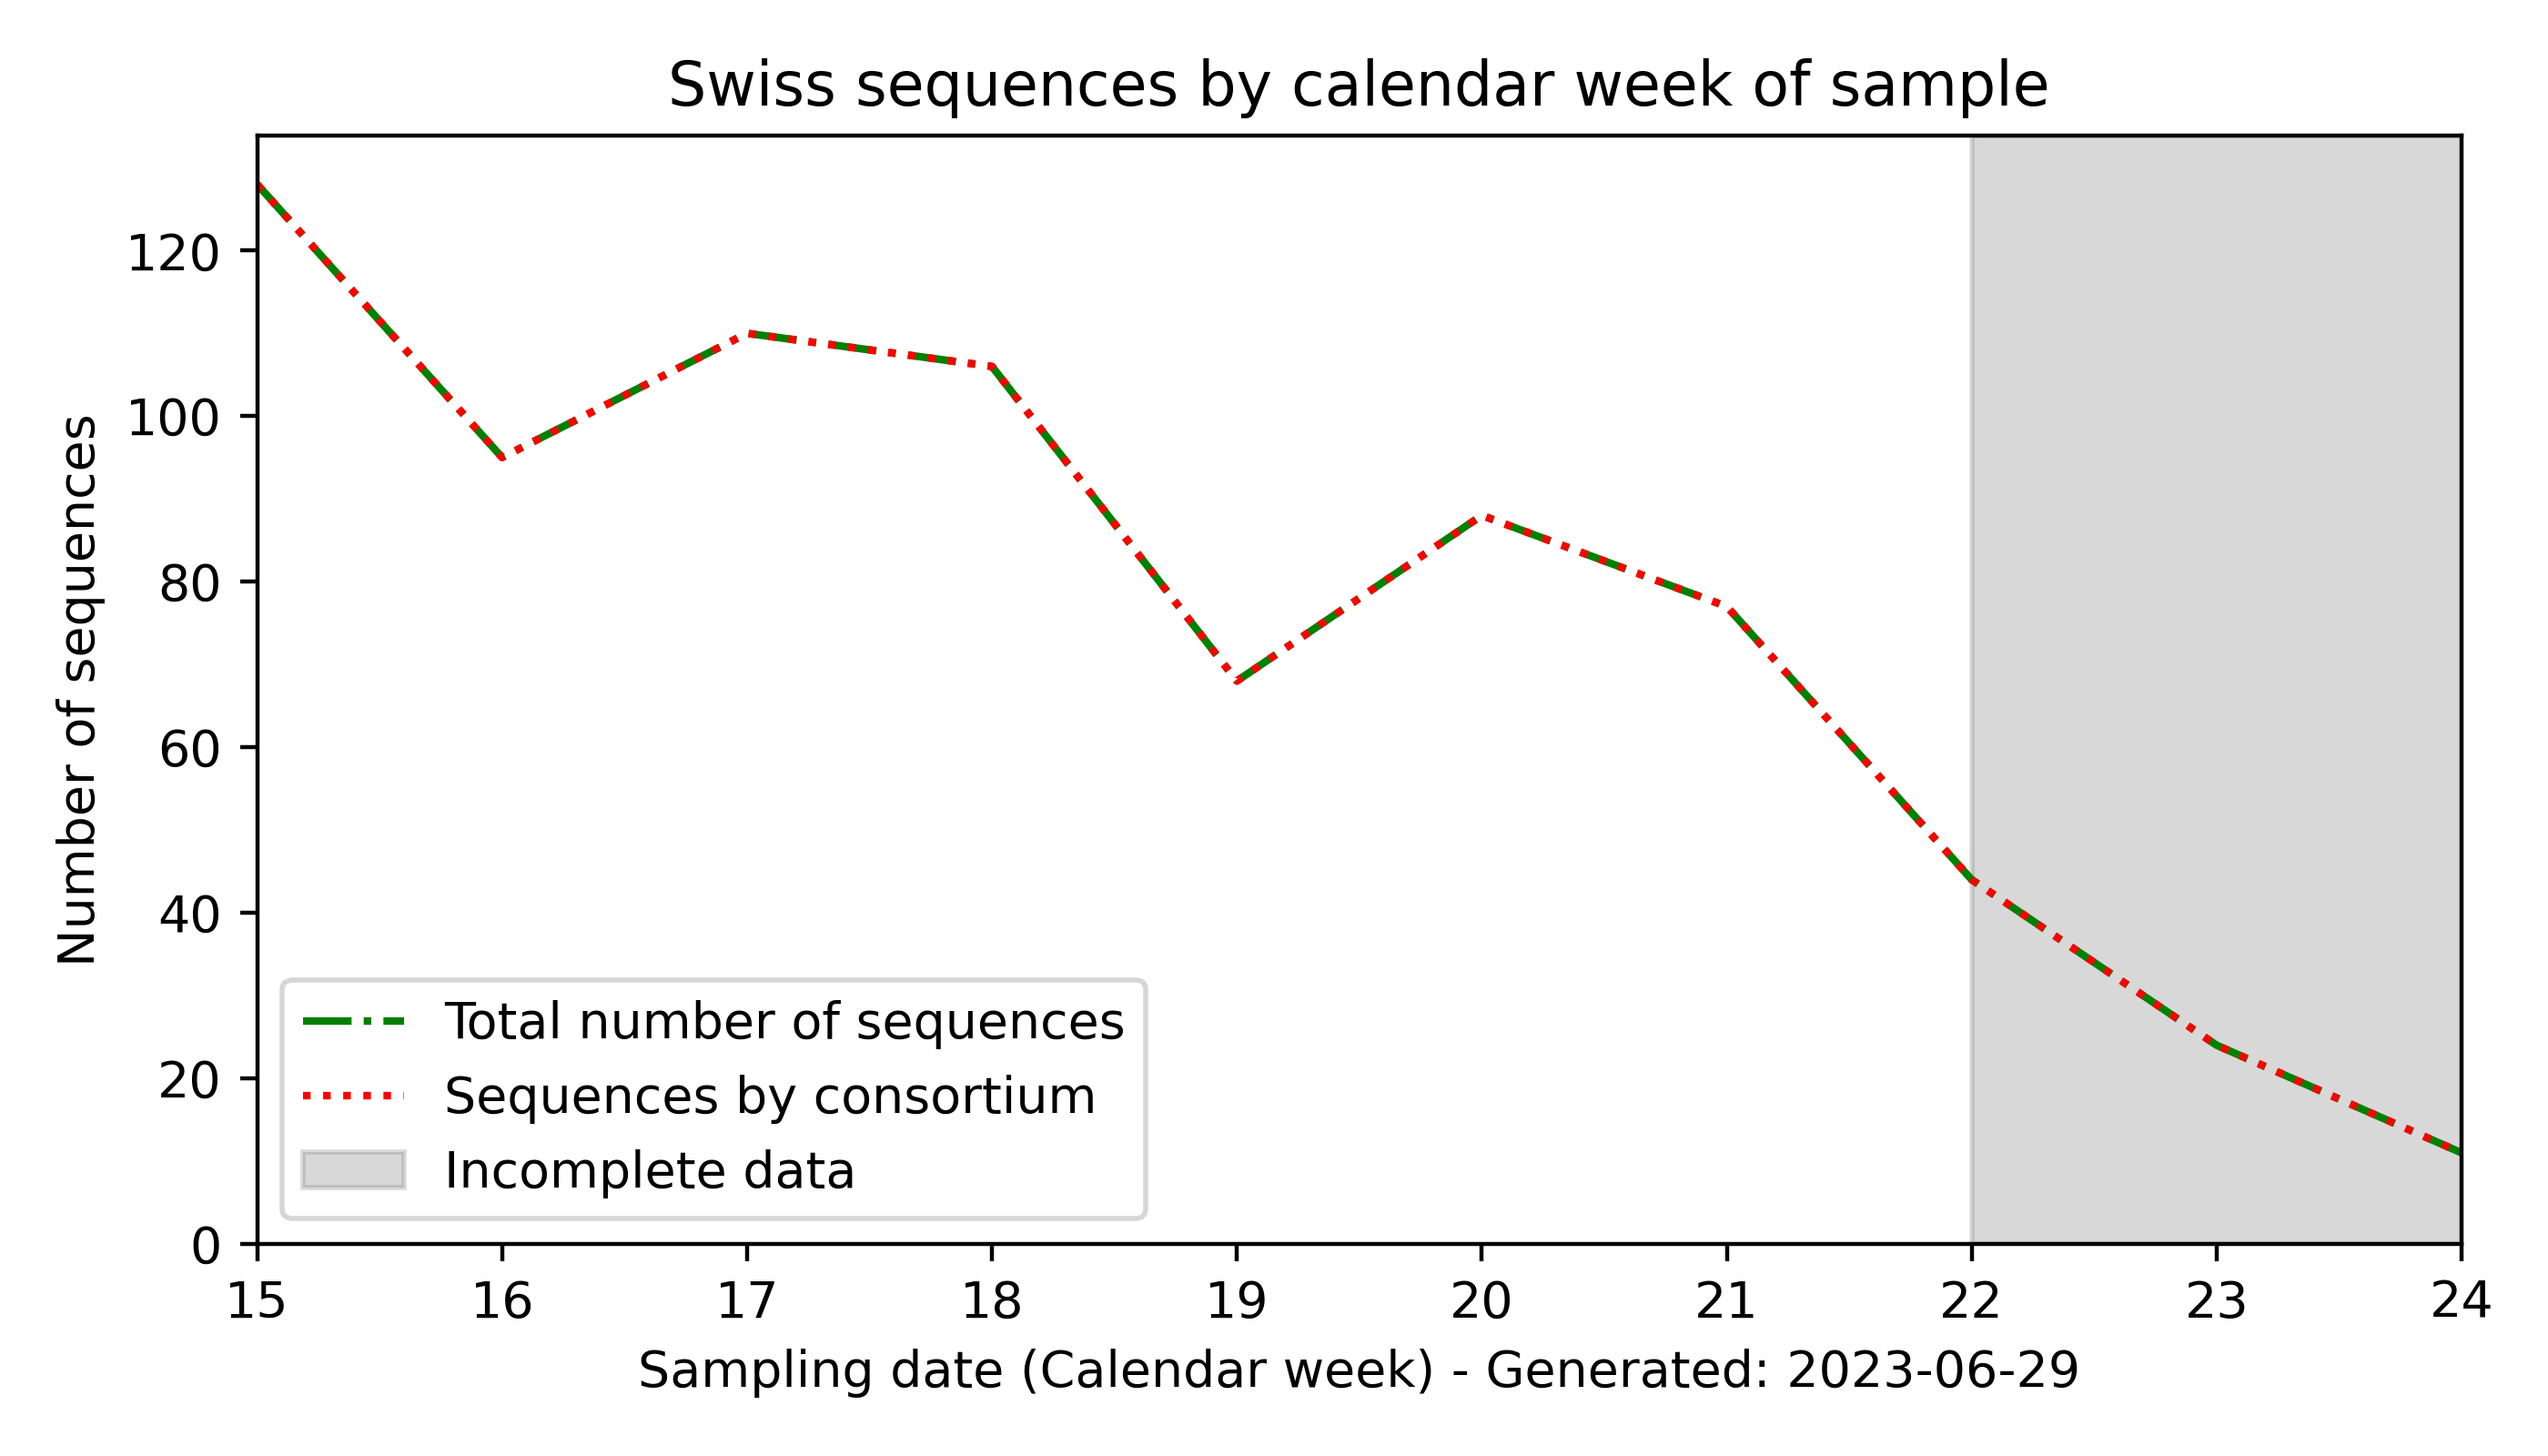 Swiss sequences by calendar week of sample
Number of sequences
120
100
80
60
40
20
0
Total number of sequences
Sequences by consortium
Incomplete data
15 16 17 18 19 20 21 22 23 24
Sampling date (Calendar week) - Generated: 2023-06-29